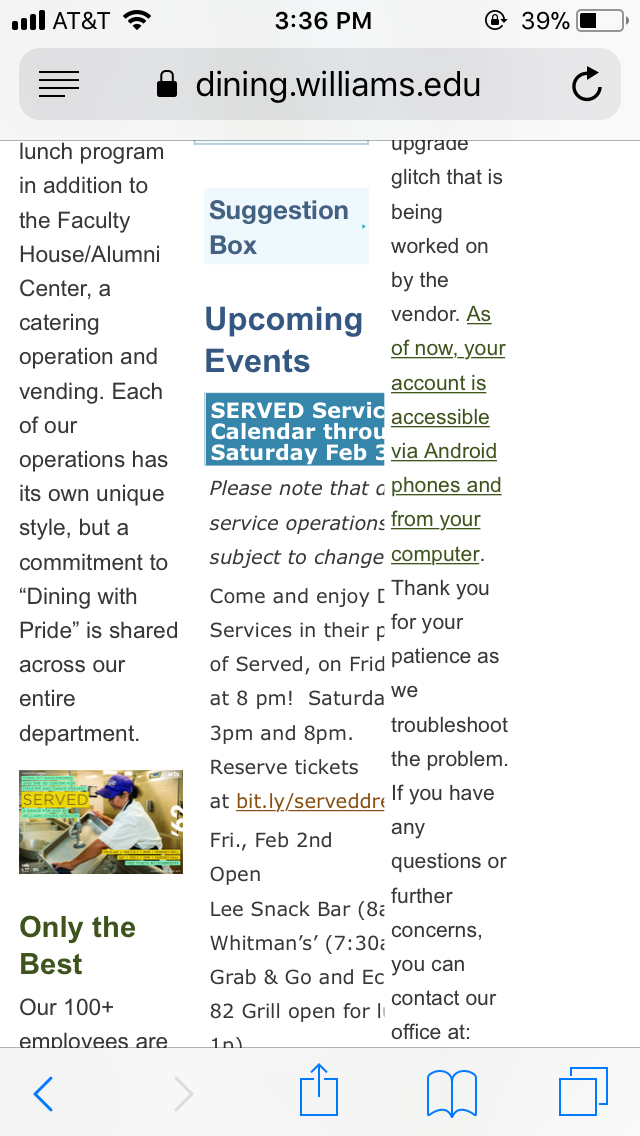 AT&T
3:36 PM
39%
dining.williams.edu
lunch program
in addition to
the Faculty
House/Alumni
Center, a
catering
operation and
vending. Each
of our
operations has
its own unique
style, but a
commitment to
“Dining with
Pride” is shared
across our
entire
department.
SERVED
Only the
Best
Our 100+
employees are
Suggestion
Box
Upcoming
Events
SERVED Servic
Calendar throu
Saturday Feb 3
Please note that d
service operations
subject to change
Come and enjoy D
Services in their p
of Served, on Frid
at 8 pm! Saturda
3pm and 8pm.
Reserve tickets
at bit.ly/serveddre
Fri., Feb 2nd
Open
Lee Snack Bar (8a
Whitman’s’ (7:30a
Grab & Go and Ec
82 Grill open for l
1p)
upgrade
glitch that is
being
worked on
by the
vendor. As
of now, your
account is
accessible
via Android
phones and
from your
computer.
Thank you
for your
patience as
we
troubleshoot
the problem.
If you have
any
questions or
further
concerns,
you can
contact our
office at: